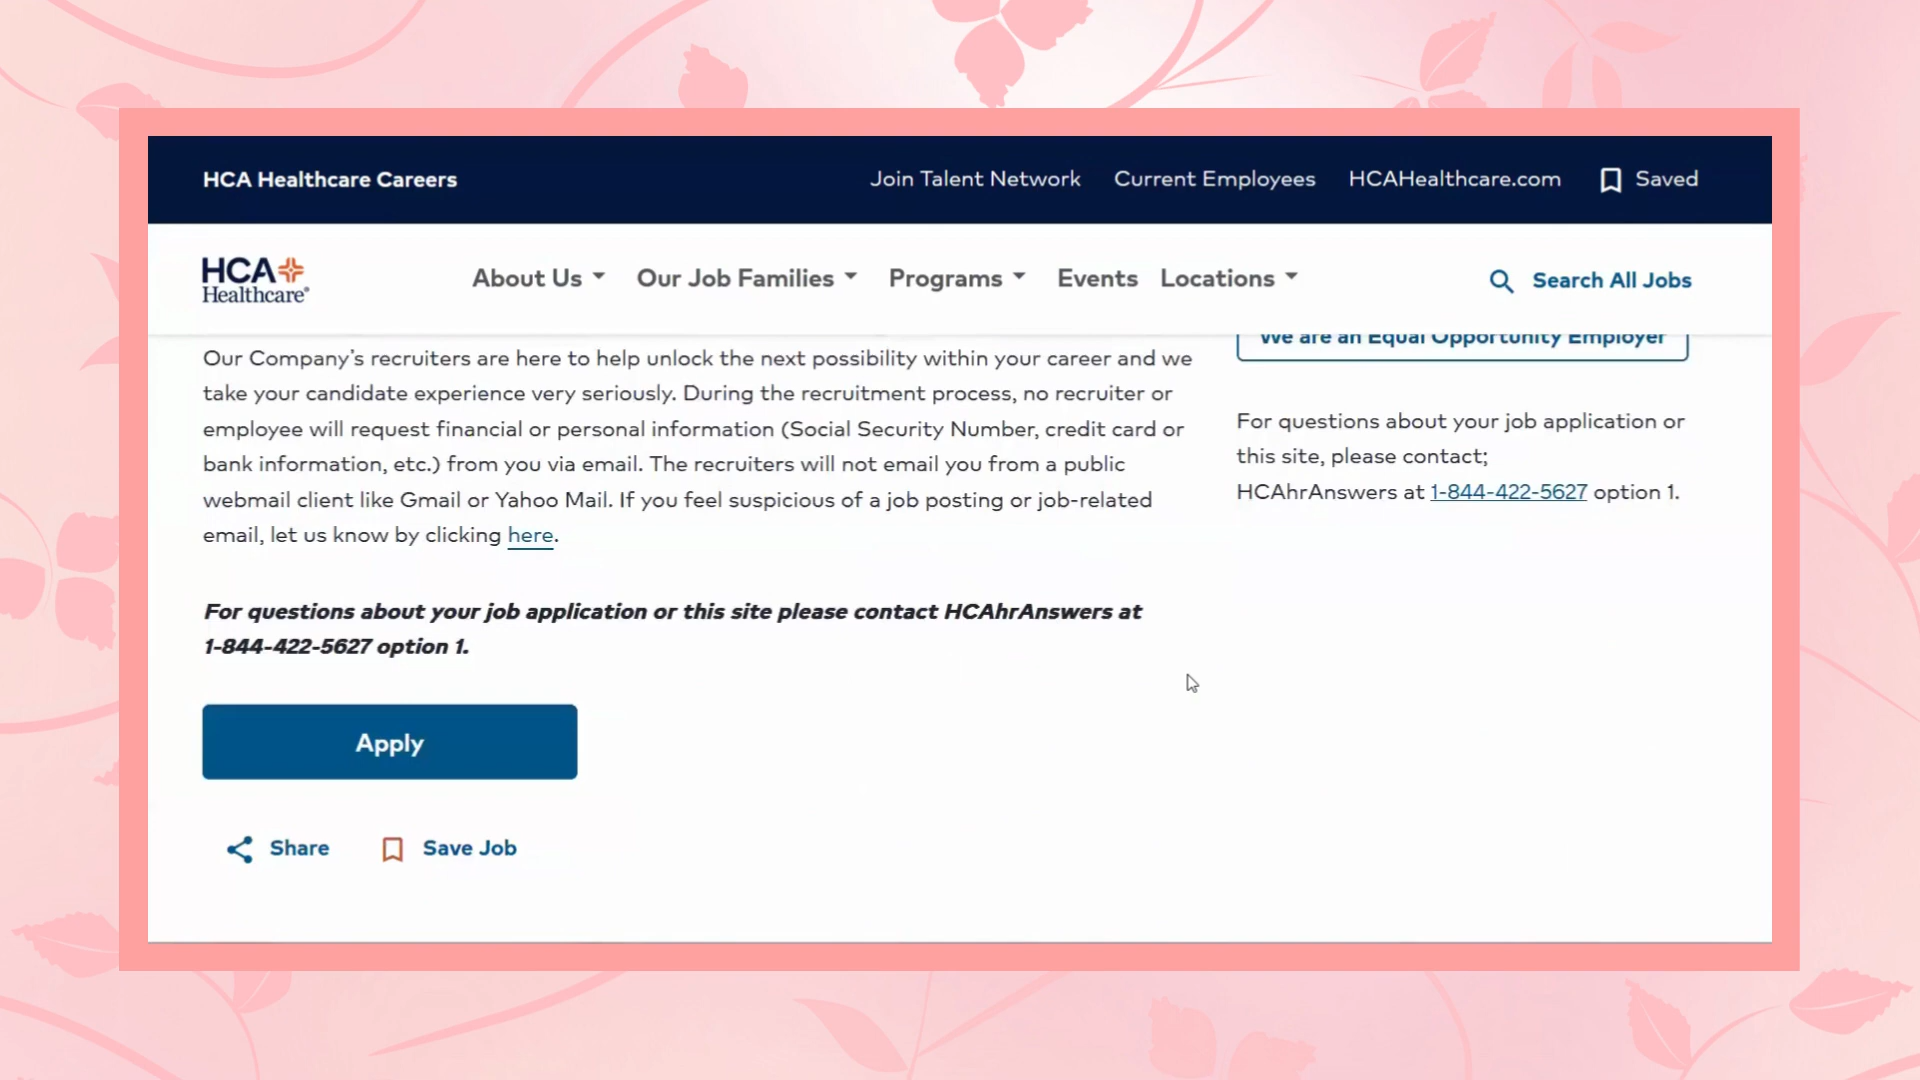 HCA Healthcare Careers
Join Talent Network
Current Employees
HCAHealthcare.com
Saved
HCA
Healthcare®
About Us
Our Job Families
Programs
Events
Locations
Search All Jobs
Our Company's recruiters are here to help unlock the next possibility within your career and we
take your candidate experience very seriously. During the recruitment process, no recruiter or
employee will request financial or personal information (Social Security Number, credit card or
bank information, etc.) from you via email. The recruiters will not email you from a public
webmail client like Gmail or Yahoo Mail. If you feel suspicious of a job posting or job-related
email, let us know by clicking here.
For questions about your job application or this site please contact HCAhrAnswers at
1-844-422-5627 option 1.
Apply
Share
Save Job
We are an Equal Opportunity Employer
For questions about your job application or
this site, please contact;
HCAhrAnswers at 1-844-422-5627 option 1.